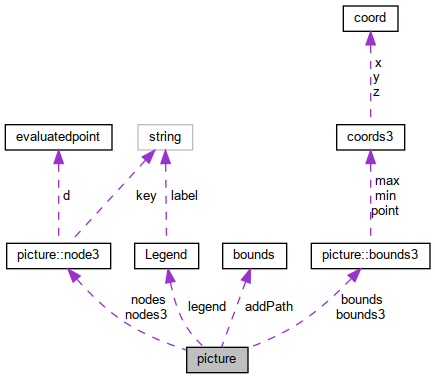 coord
x
y
z
evaluatedpoint
string
coords3
d
key
label
max
min
point
picture::node3
Legend
bounds
picture::bounds3
nodes
nodes3
legend
addPath
bounds
bounds3
picture